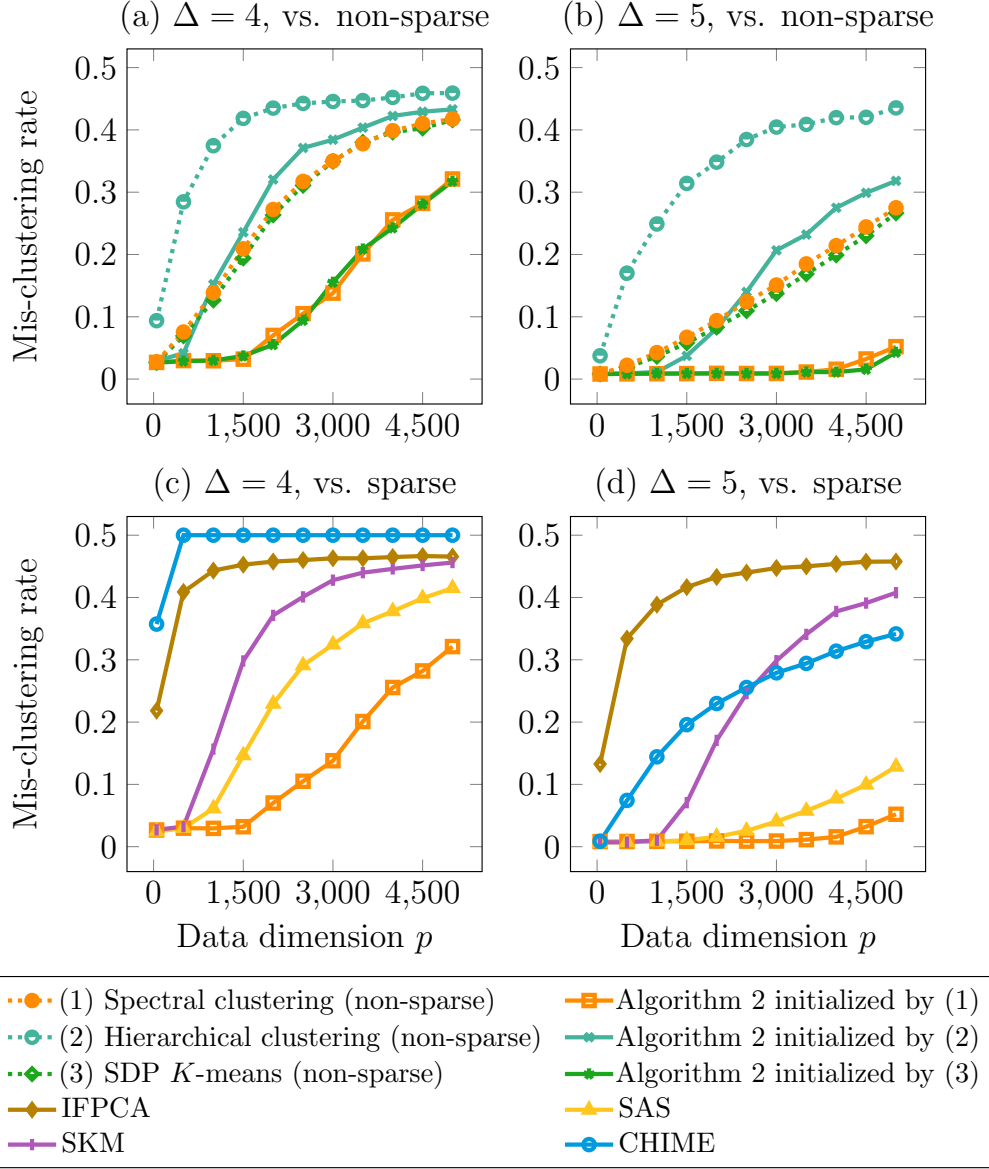 (a) Δ = 4, vs. non-sparse
(b) Δ = 5, vs. non-sparse
Mis-clustering rate
0.5
0.4
0.3
0.2
0.1
0
0 1,500 3,000 4,500
0.5
0.4
0.3
0.2
0.1
0
0 1,500 3,000 4,500
(c) Δ = 4, vs. sparse
(d) Δ = 5, vs. sparse
Mis-clustering rate
0.5
0.4
0.3
0.2
0.1
0
0 1,500 3,000 4,500
Data dimension p
0.5
0.4
0.3
0.2
0.1
0
0 1,500 3,000 4,500
Data dimension p
(1) Spectral clustering (non-sparse)
Algorithm 2 initialized by (1)
(2) Hierarchical clustering (non-sparse)
Algorithm 2 initialized by (2)
(3) SDP K-means (non-sparse)
Algorithm 2 initialized by (3)
IFPCA
SAS
SKM
CHIME